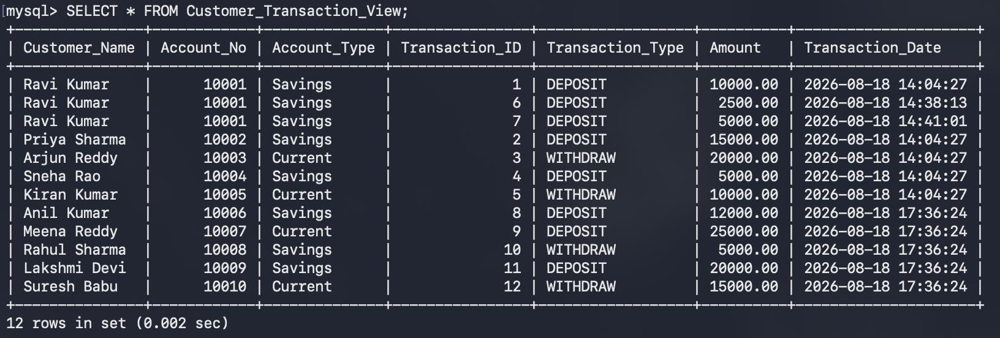 [mysql> SELECT * FROM Customer_Transaction_View;
+---------------+------------+--------------+----------------+------------------+----------+---------------------+
| Customer_Name | Account_No | Account_Type | Transaction_ID | Transaction_Type | Amount   | Transaction_Date    |
+---------------+------------+--------------+----------------+------------------+----------+---------------------+
| Ravi Kumar    |      10001 | Savings      |              1 | DEPOSIT          | 10000.00 | 2026-08-18 14:04:27 |
| Ravi Kumar    |      10001 | Savings      |              6 | DEPOSIT          |  2500.00 | 2026-08-18 14:38:13 |
| Ravi Kumar    |      10001 | Savings      |              7 | DEPOSIT          |  5000.00 | 2026-08-18 14:41:01 |
| Priya Sharma  |      10002 | Savings      |              2 | DEPOSIT          | 15000.00 | 2026-08-18 14:04:27 |
| Arjun Reddy   |      10003 | Current      |              3 | WITHDRAW         | 20000.00 | 2026-08-18 14:04:27 |
| Sneha Rao     |      10004 | Savings      |              4 | DEPOSIT          |  5000.00 | 2026-08-18 14:04:27 |
| Kiran Kumar   |      10005 | Current      |              5 | WITHDRAW         | 10000.00 | 2026-08-18 14:04:27 |
| Anil Kumar    |      10006 | Savings      |              8 | DEPOSIT          | 12000.00 | 2026-08-18 17:36:24 |
| Meena Reddy   |      10007 | Current      |              9 | DEPOSIT          | 25000.00 | 2026-08-18 17:36:24 |
| Rahul Sharma  |      10008 | Savings      |             10 | WITHDRAW         |  5000.00 | 2026-08-18 17:36:24 |
| Lakshmi Devi  |      10009 | Savings      |             11 | DEPOSIT          | 20000.00 | 2026-08-18 17:36:24 |
| Suresh Babu   |      10010 | Current      |             12 | WITHDRAW         | 15000.00 | 2026-08-18 17:36:24 |
+---------------+------------+--------------+----------------+------------------+----------+---------------------+
12 rows in set (0.002 sec)